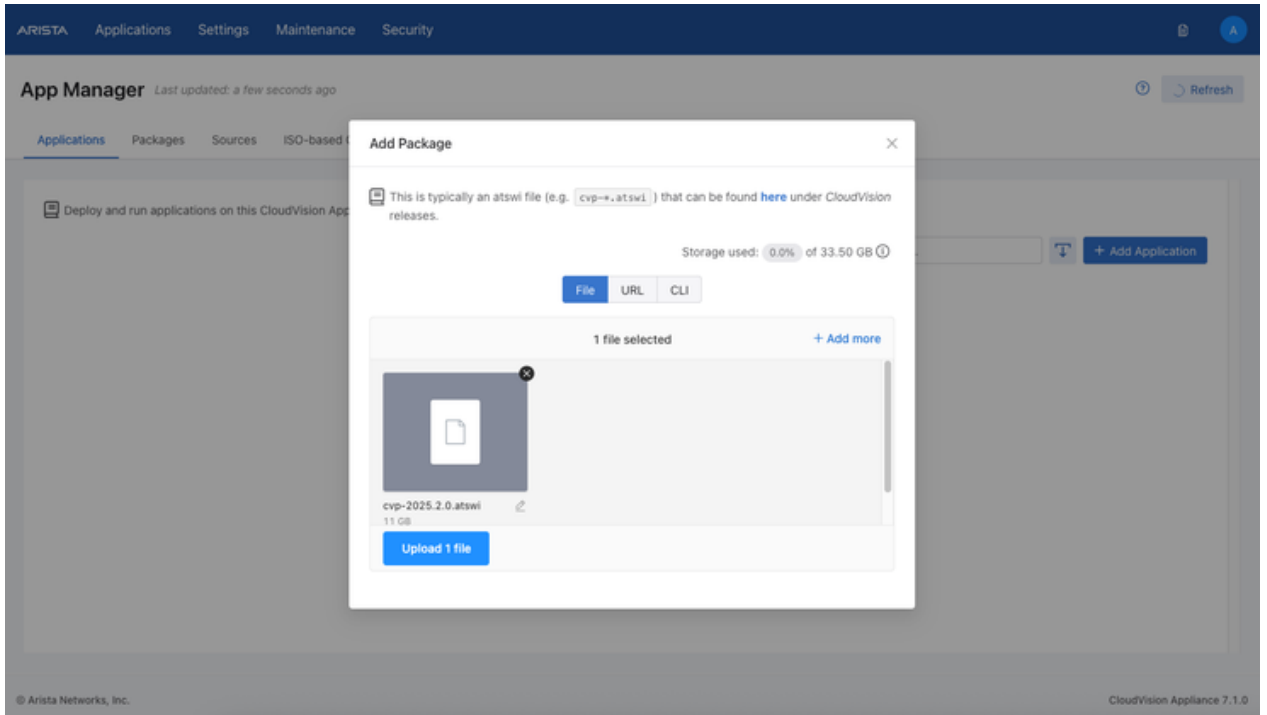 ARISTA Applications Settings Maintenance Security A
App Manager Last updated: a few seconds ago
Refresh
Applications Packages Sources ISO-based
Deploy and run applications on this CloudVision App
+ Add Application
Add Package
This is typically an atswi file (e.g. cvp-*.atswi ) that can be found here under CloudVision
releases.
Storage used: 0.0% of 33.50 GB
File URL CLI
1 file selected
+ Add more
cvp-2025.2.0.atswi
11 GB
Upload 1 file
© Arista Networks, Inc.
CloudVision Appliance 7.1.0